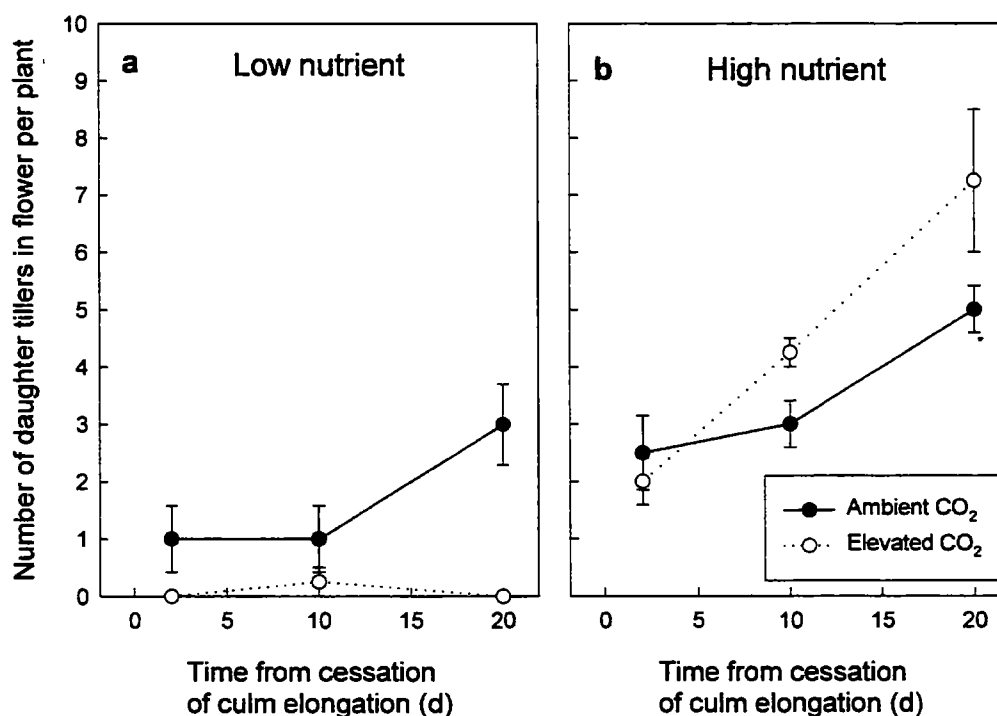 Number of daughter tillers in flower per plant
10
9
8
7
6
5
4
3
2
1
0
a
Low nutrient
b
High nutrient
Ambient CO₂
Elevated CO₂
0 5 10 15 20
0 5 10 15 20
Time from cessation
of culm elongation (d)
Time from cessation
of culm elongation (d)